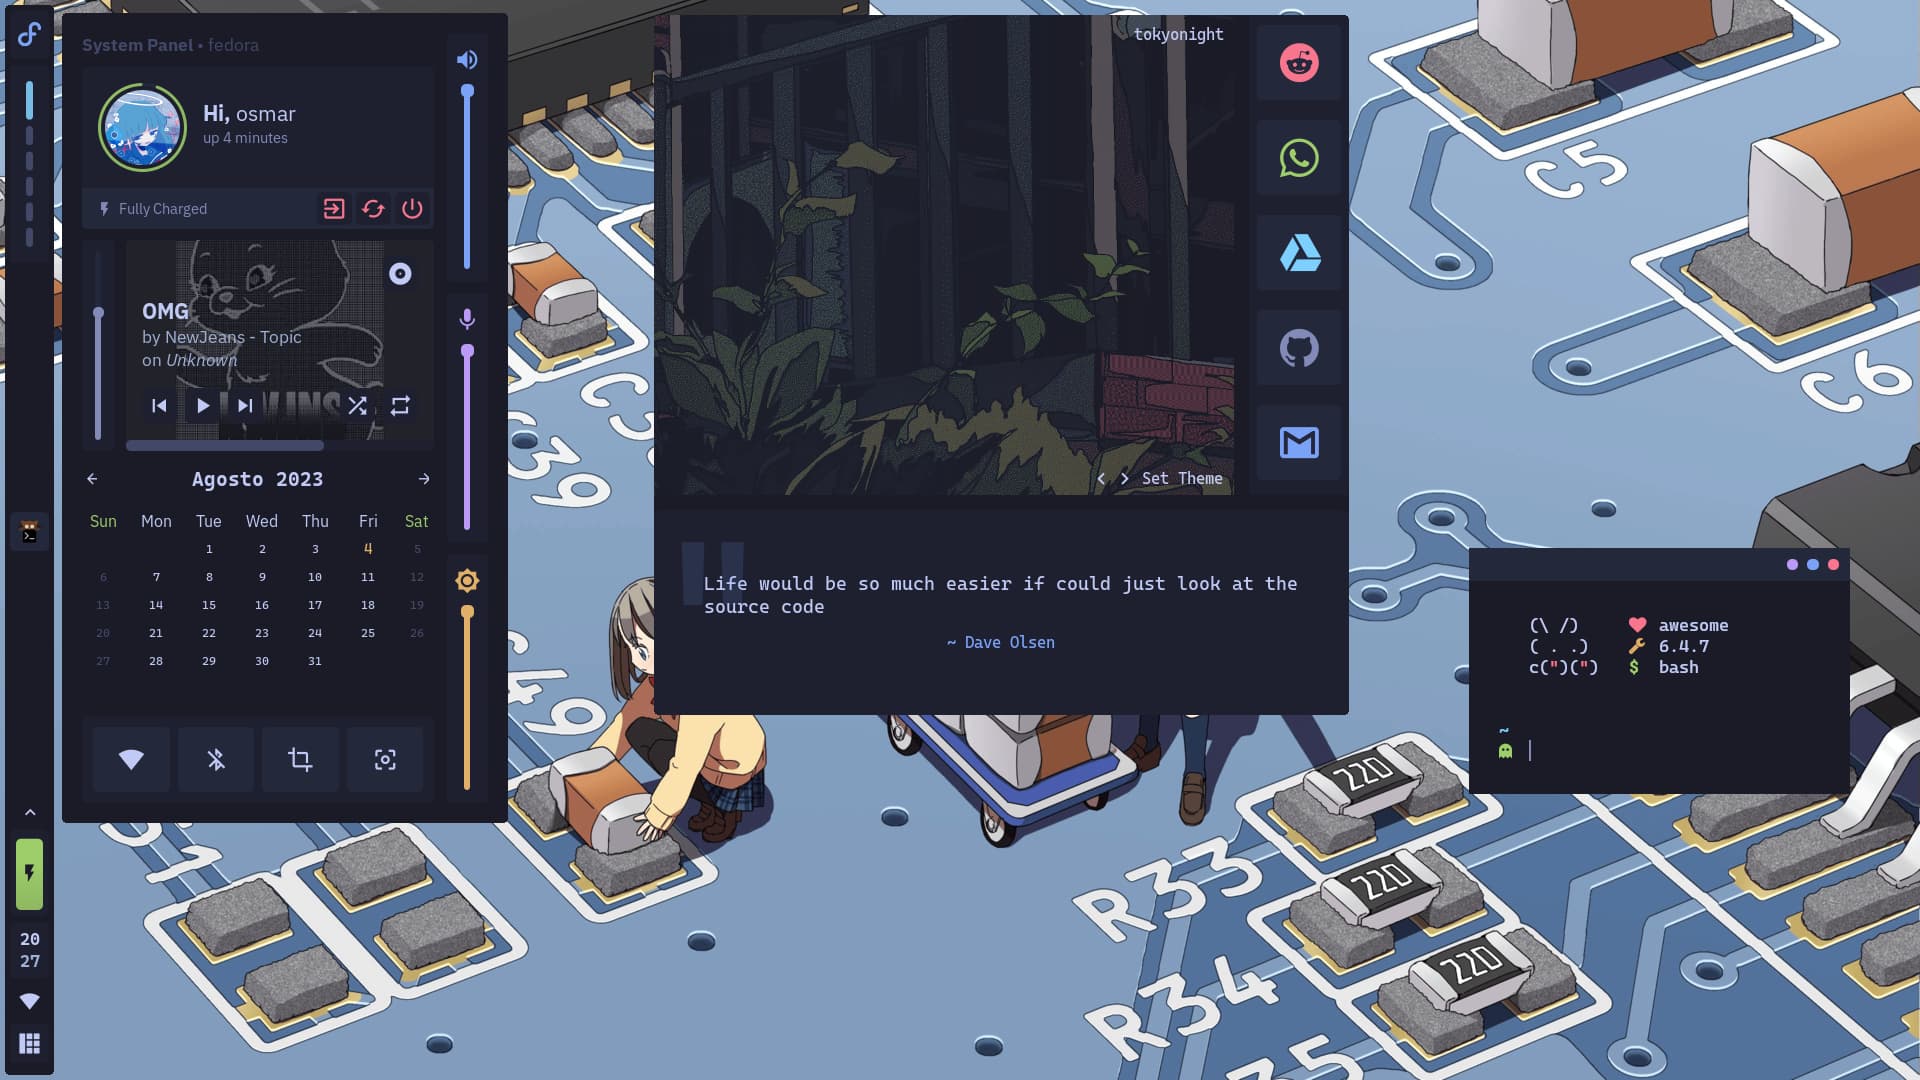 System Panel • fedora
Hi, osmar
up 4 minutes
Fully Charged
OMG
by NewJeans - Topic
on Unknown
Agosto 2023
Sun Mon Tue Wed Thu Fri Sat
1 2 3 4 5
6 7 8 9 10 11 12
13 14 15 16 17 18 19
20 21 22 23 24 25 26
27 28 29 30 31
20
27
tokyonight
< > Set Theme
Life would be so much easier if could just look at the
source code
~ Dave Olsen
(\ /)
( . .)
c(")(")
awesome
6.4.7
$ bash
~
C5
C6
C3
C39
220
220
220
R33
R34